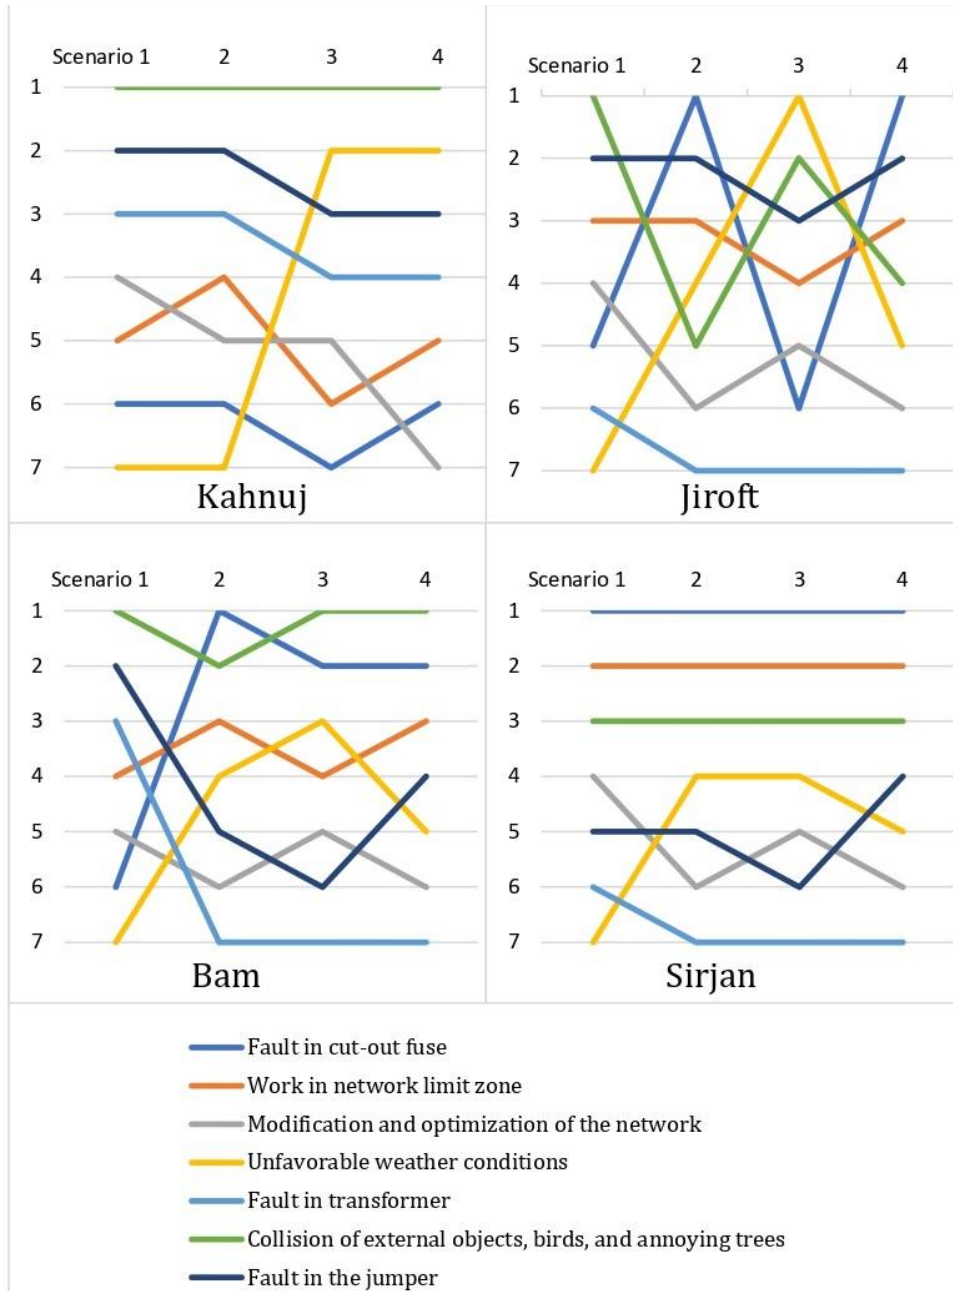 Scenario 1 2 3 4
1
2
3
4
5
6
7
Kahnuj
Scenario 1 2 3 4
1
2
3
4
5
6
7
Jiroft
Scenario 1 2 3 4
1
2
3
4
5
6
7
Bam
Scenario 1 2 3 4
1
2
3
4
5
6
7
Sirjan
Fault in cut-out fuse
Work in network limit zone
Modification and optimization of the network
Unfavorable weather conditions
Fault in transformer
Collision of external objects, birds, and annoying trees
Fault in the jumper